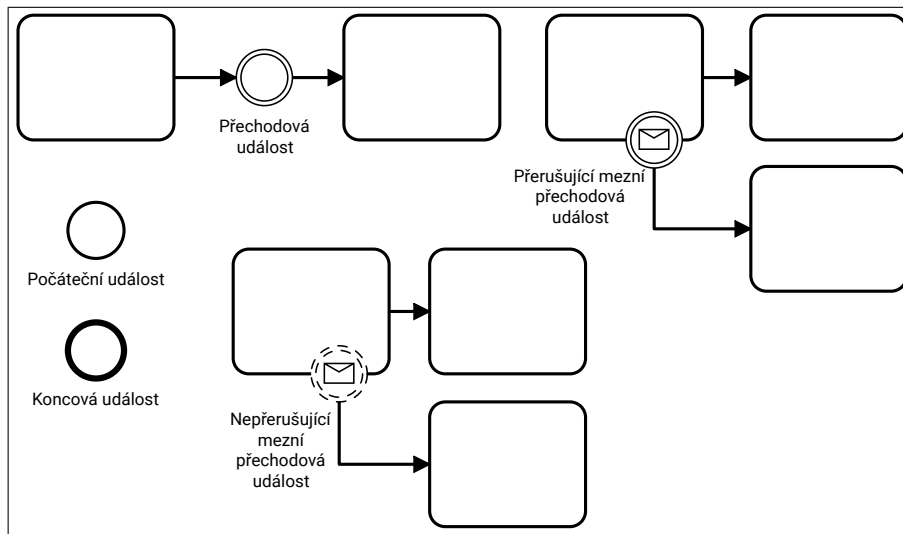 Přechodová
událost
Přerušující mezní
přechodová
událost
Počáteční událost
Koncová událost
Nepřerušující
mezní
přechodová
událost